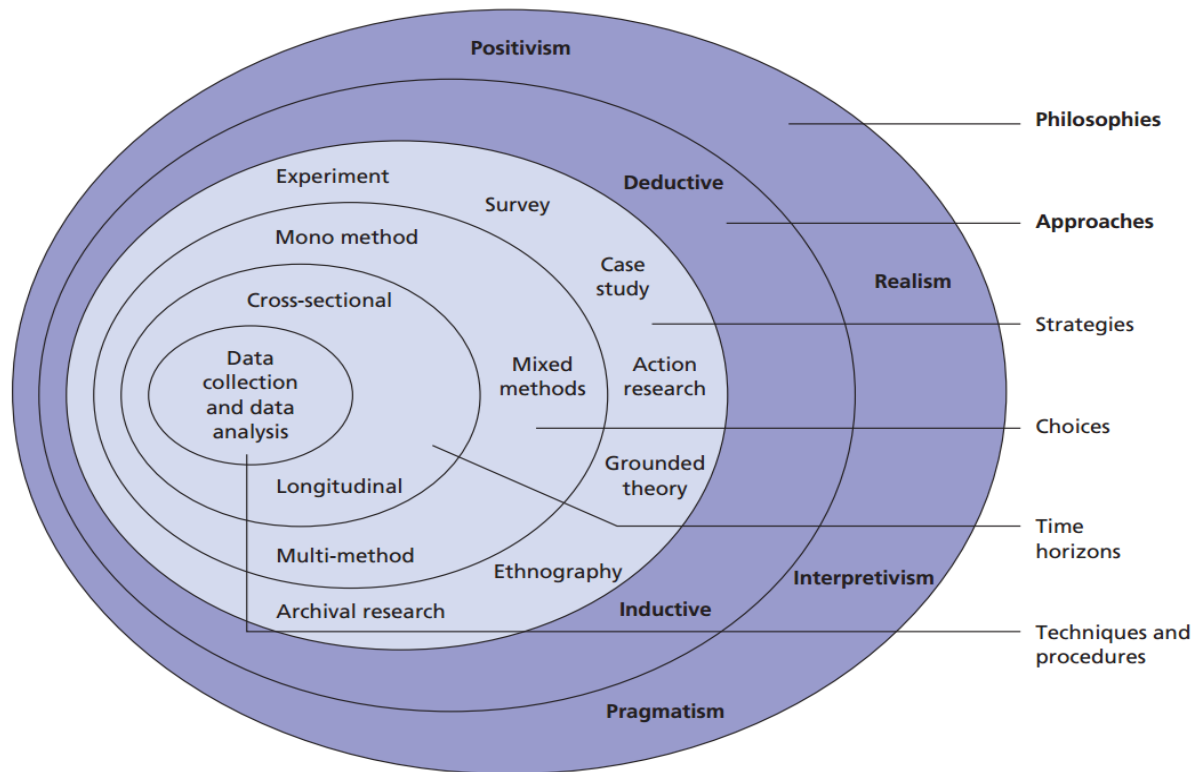 Positivism
Philosophies
Experiment
Deductive
Survey
Approaches
Mono method
Case
study
Realism
Cross-sectional
Strategies
Data
collection
and data
analysis
Mixed
methods
Action
research
Choices
Grounded
theory
Longitudinal
Time
horizons
Multi-method
Ethnography
Interpretivism
Archival research
Inductive
Techniques and
procedures
Pragmatism